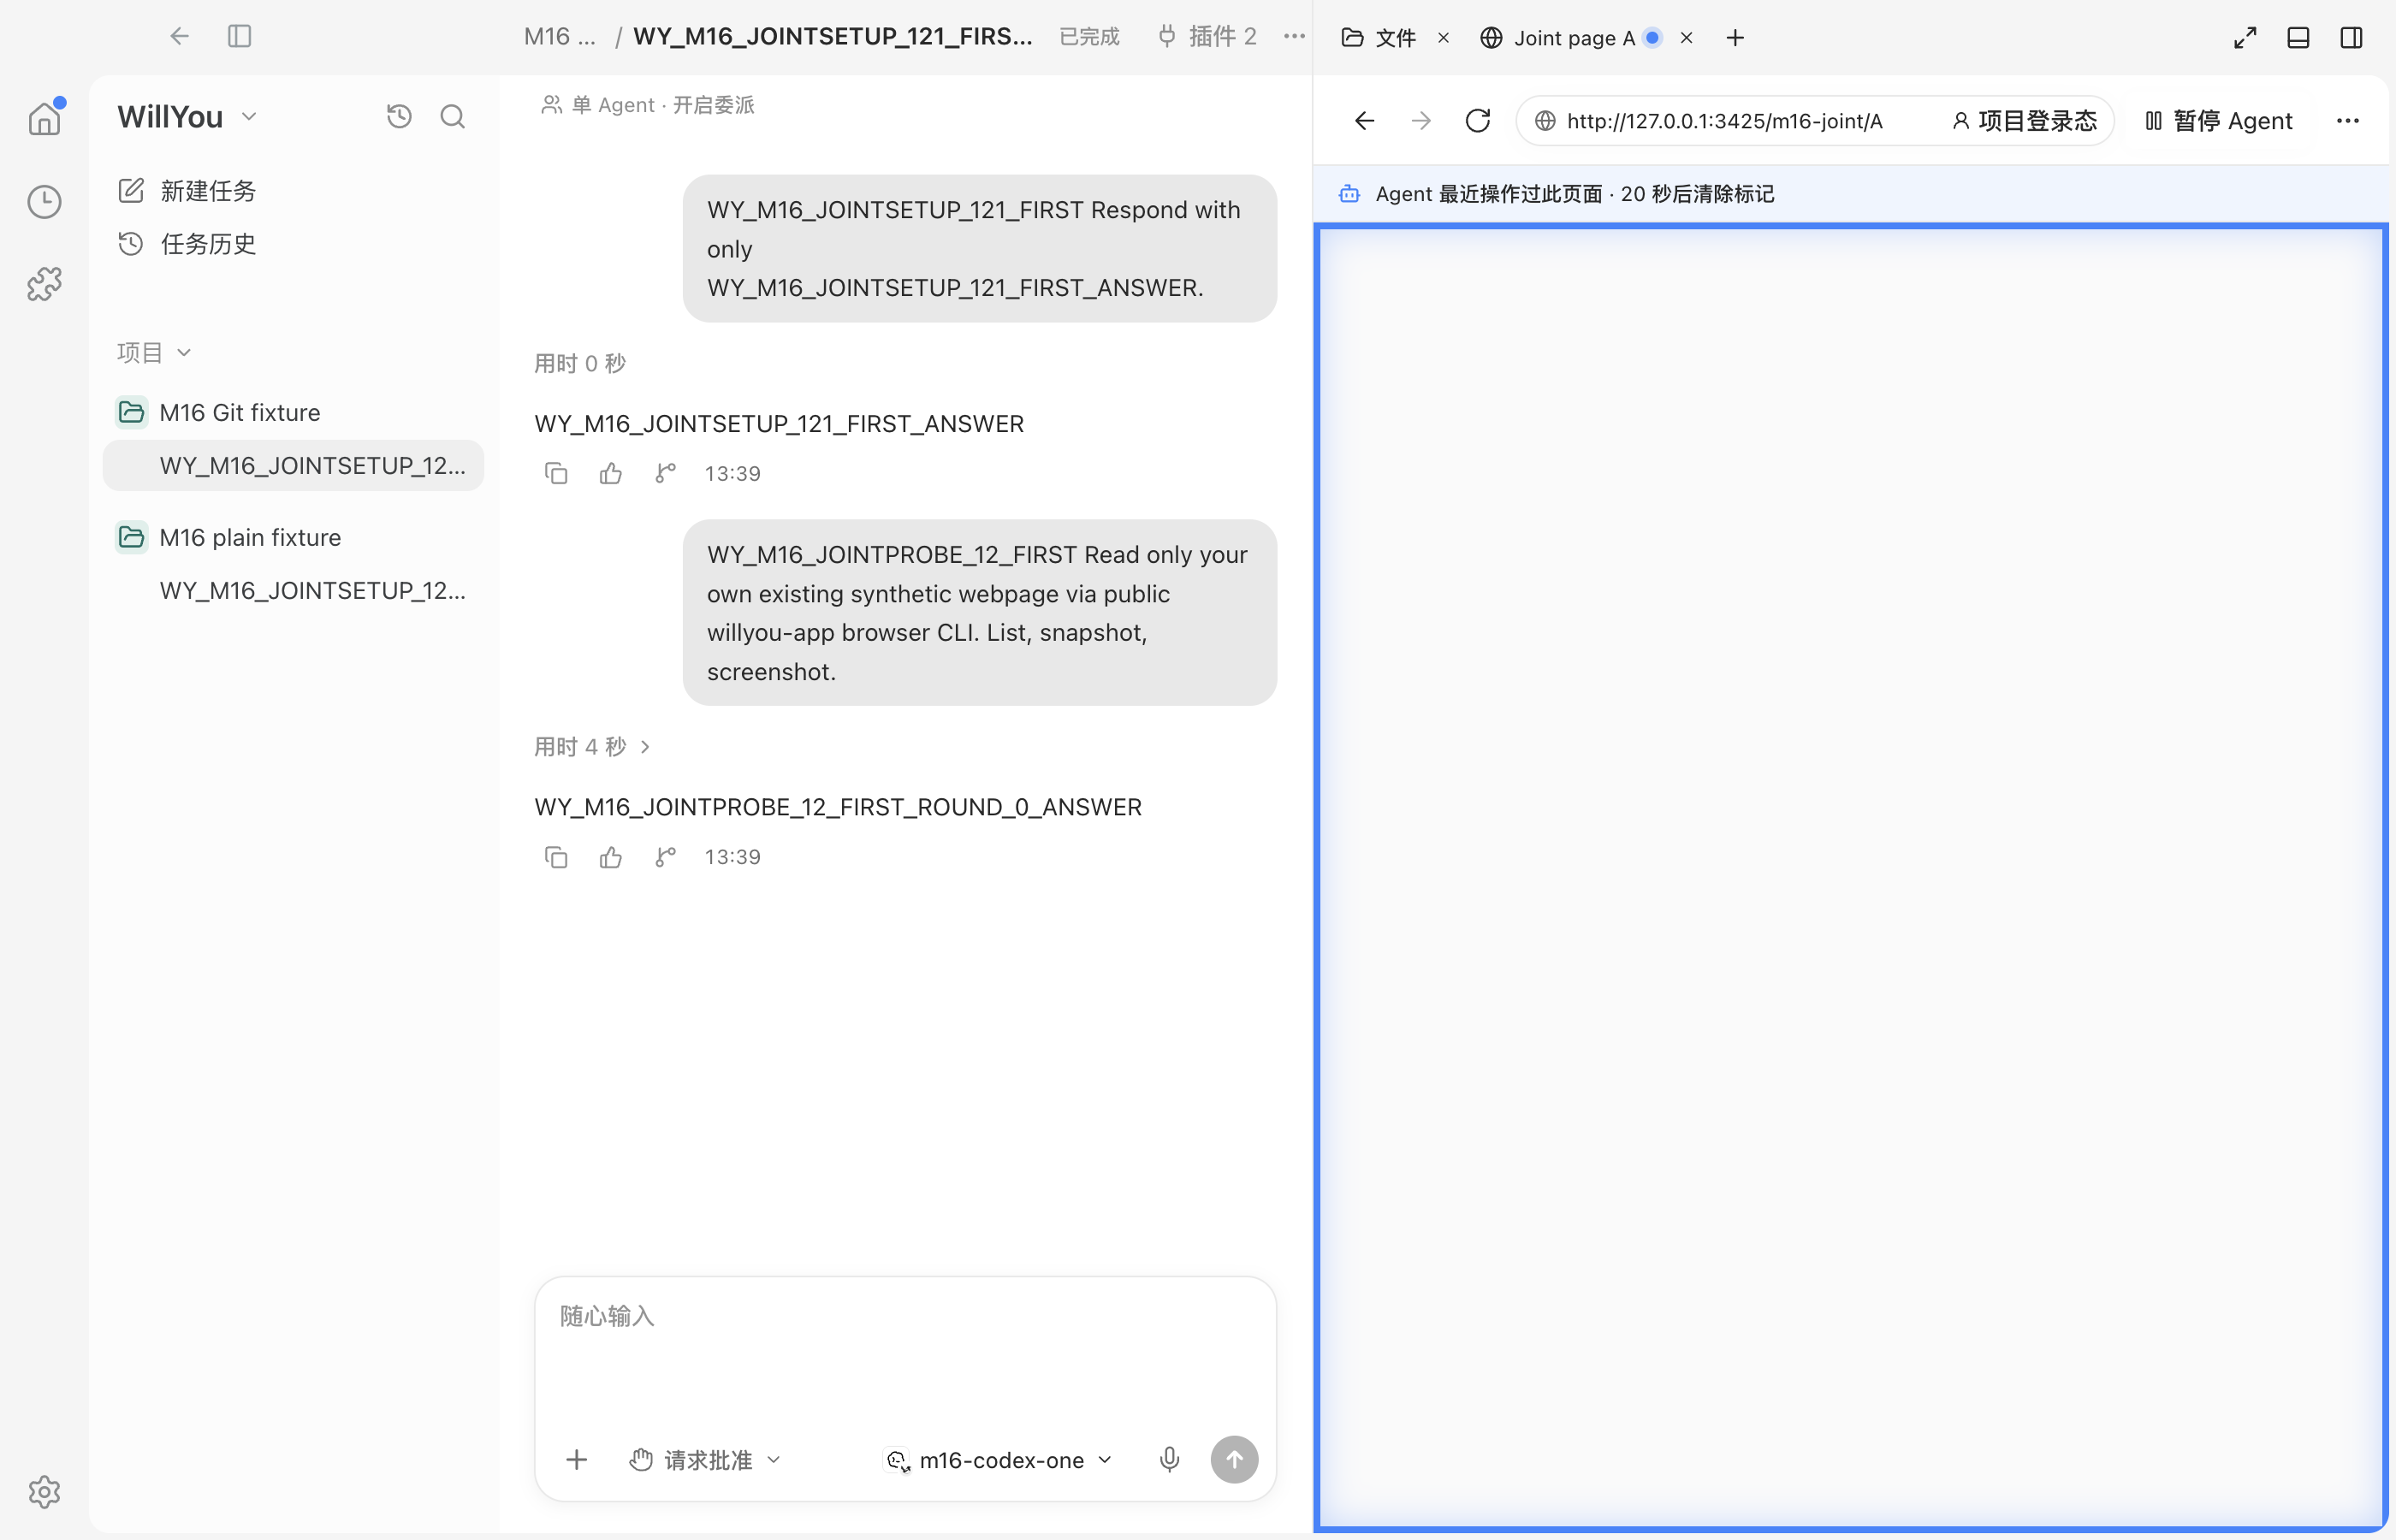 M16 ... / WY_M16_JOINTSETUP_121_FIRS... 已完成 插件 2
文件
Joint page A
WillYou
新建任务
任务历史
项目
M16 Git fixture
WY_M16_JOINTSETUP_12...
M16 plain fixture
WY_M16_JOINTSETUP_12...
单 Agent · 开启委派
WY_M16_JOINTSETUP_121_FIRST Respond with
only
WY_M16_JOINTSETUP_121_FIRST_ANSWER.
用时 0 秒
WY_M16_JOINTSETUP_121_FIRST_ANSWER
13:39
WY_M16_JOINTPROBE_12_FIRST Read only your
own existing synthetic webpage via public
willyou-app browser CLI. List, snapshot,
screenshot.
用时 4 秒
WY_M16_JOINTPROBE_12_FIRST_ROUND_0_ANSWER
13:39
随心输入
请求批准
m16-codex-one
http://127.0.0.1:3425/m16-joint/A
项目登录态
暂停 Agent
Agent 最近操作过此页面 · 20 秒后清除标记